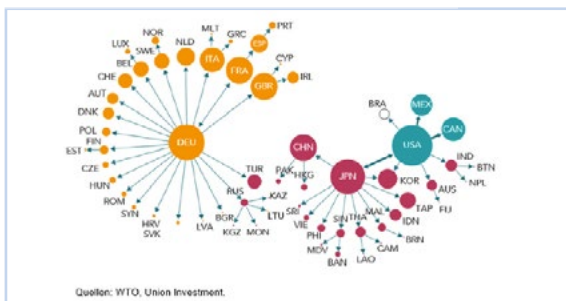 MLT
GRC
PRT
NOR
ESP
LUX
SWE
NLD
ITA
FRA
CYP
BEL
CHE
GBR
IRL
AUT
BRA
MEX
DNK
CAN
POL
DEU
CHN
USA
FIN
EST
IND
BTN
CZE
TUR
PAK
HKG
JPN
KOR
NPL
HUN
RUS
KAZ
AUS
ROM
SRI
TAP
FIJ
SYN
LTU
VIE
SIN
THA
MAL
IDN
HRV
BGR
PHI
SVK
LVA
KGZ
MON
MDV
CAM
BRN
BAN
LAO
Quellen: WTO, Union Investment.